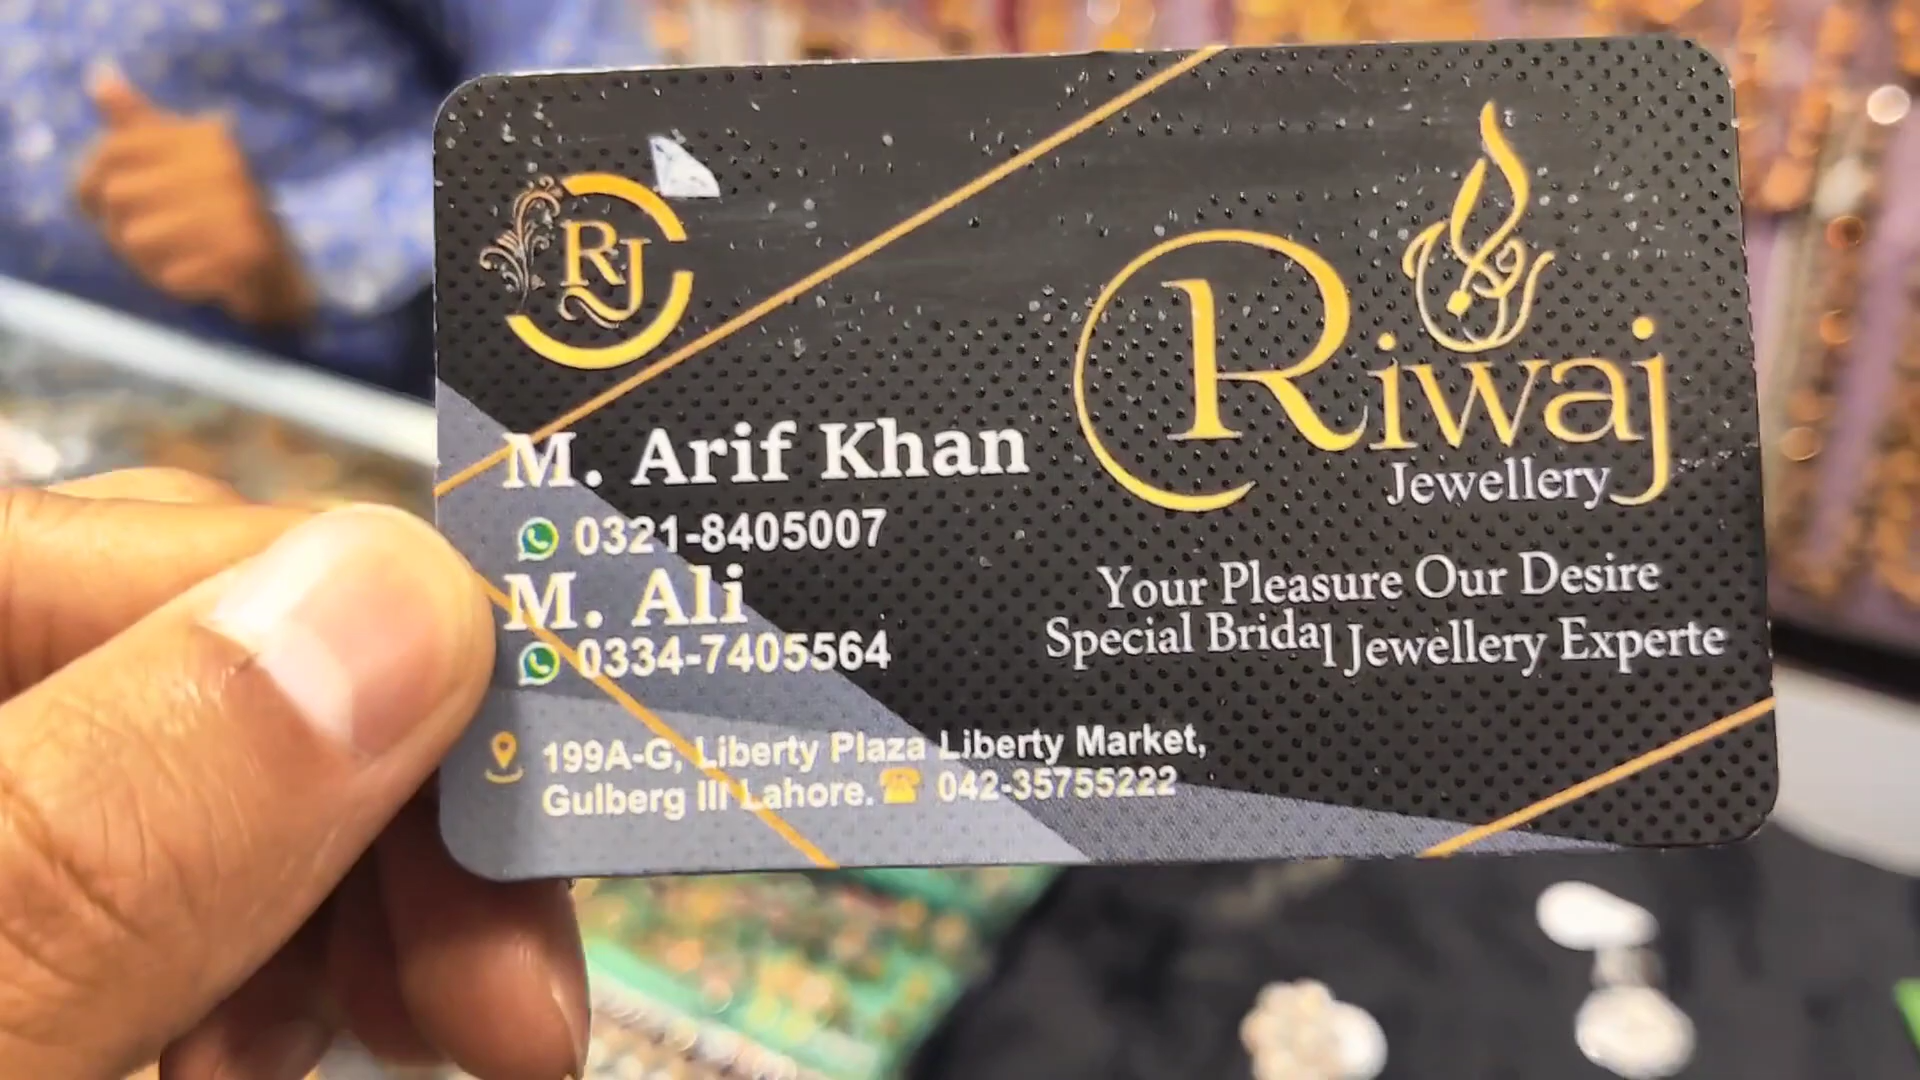 RJ
Riwaj
Jewellery
M. Arif Khan
0321-8405007
M. Ali
0334-7405564
Your Pleasure Our Desire
Special Bridal Jewellery Experte
199A-G, Liberty Plaza Liberty Market,
Gulberg III Lahore. 042-35755222